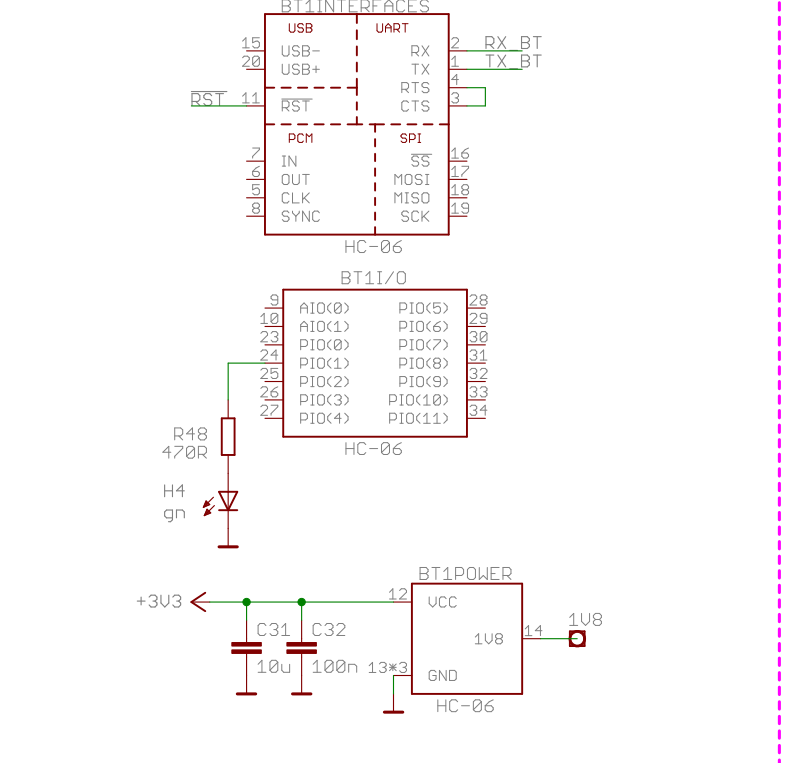 BT1INTERFACES
USB UART
15 USB- RX 2 RX_BT
20 USB+ TX 1 TX_BT
RTS 4
RST 11 RST CTS 3
PCM SPI
7 IN SS 16
6 OUT MOSI 17
5 CLK MISO 18
8 SYNC SCK 19
HC-06
BT1I/O
9 AIO(0) PIO(5) 28
10 AIO(1) PIO(6) 29
23 PIO(0) PIO(7) 30
24 PIO(1) PIO(8) 31
25 PIO(2) PIO(9) 32
26 PIO(3) PIO(10) 33
27 PIO(4) PIO(11) 34
HC-06
R48
470R
H4
gn
BT1POWER
+3V3 12 VCC
1V8
C31 C32 1V8 14
10u 100n 13*3 GND
HC-06